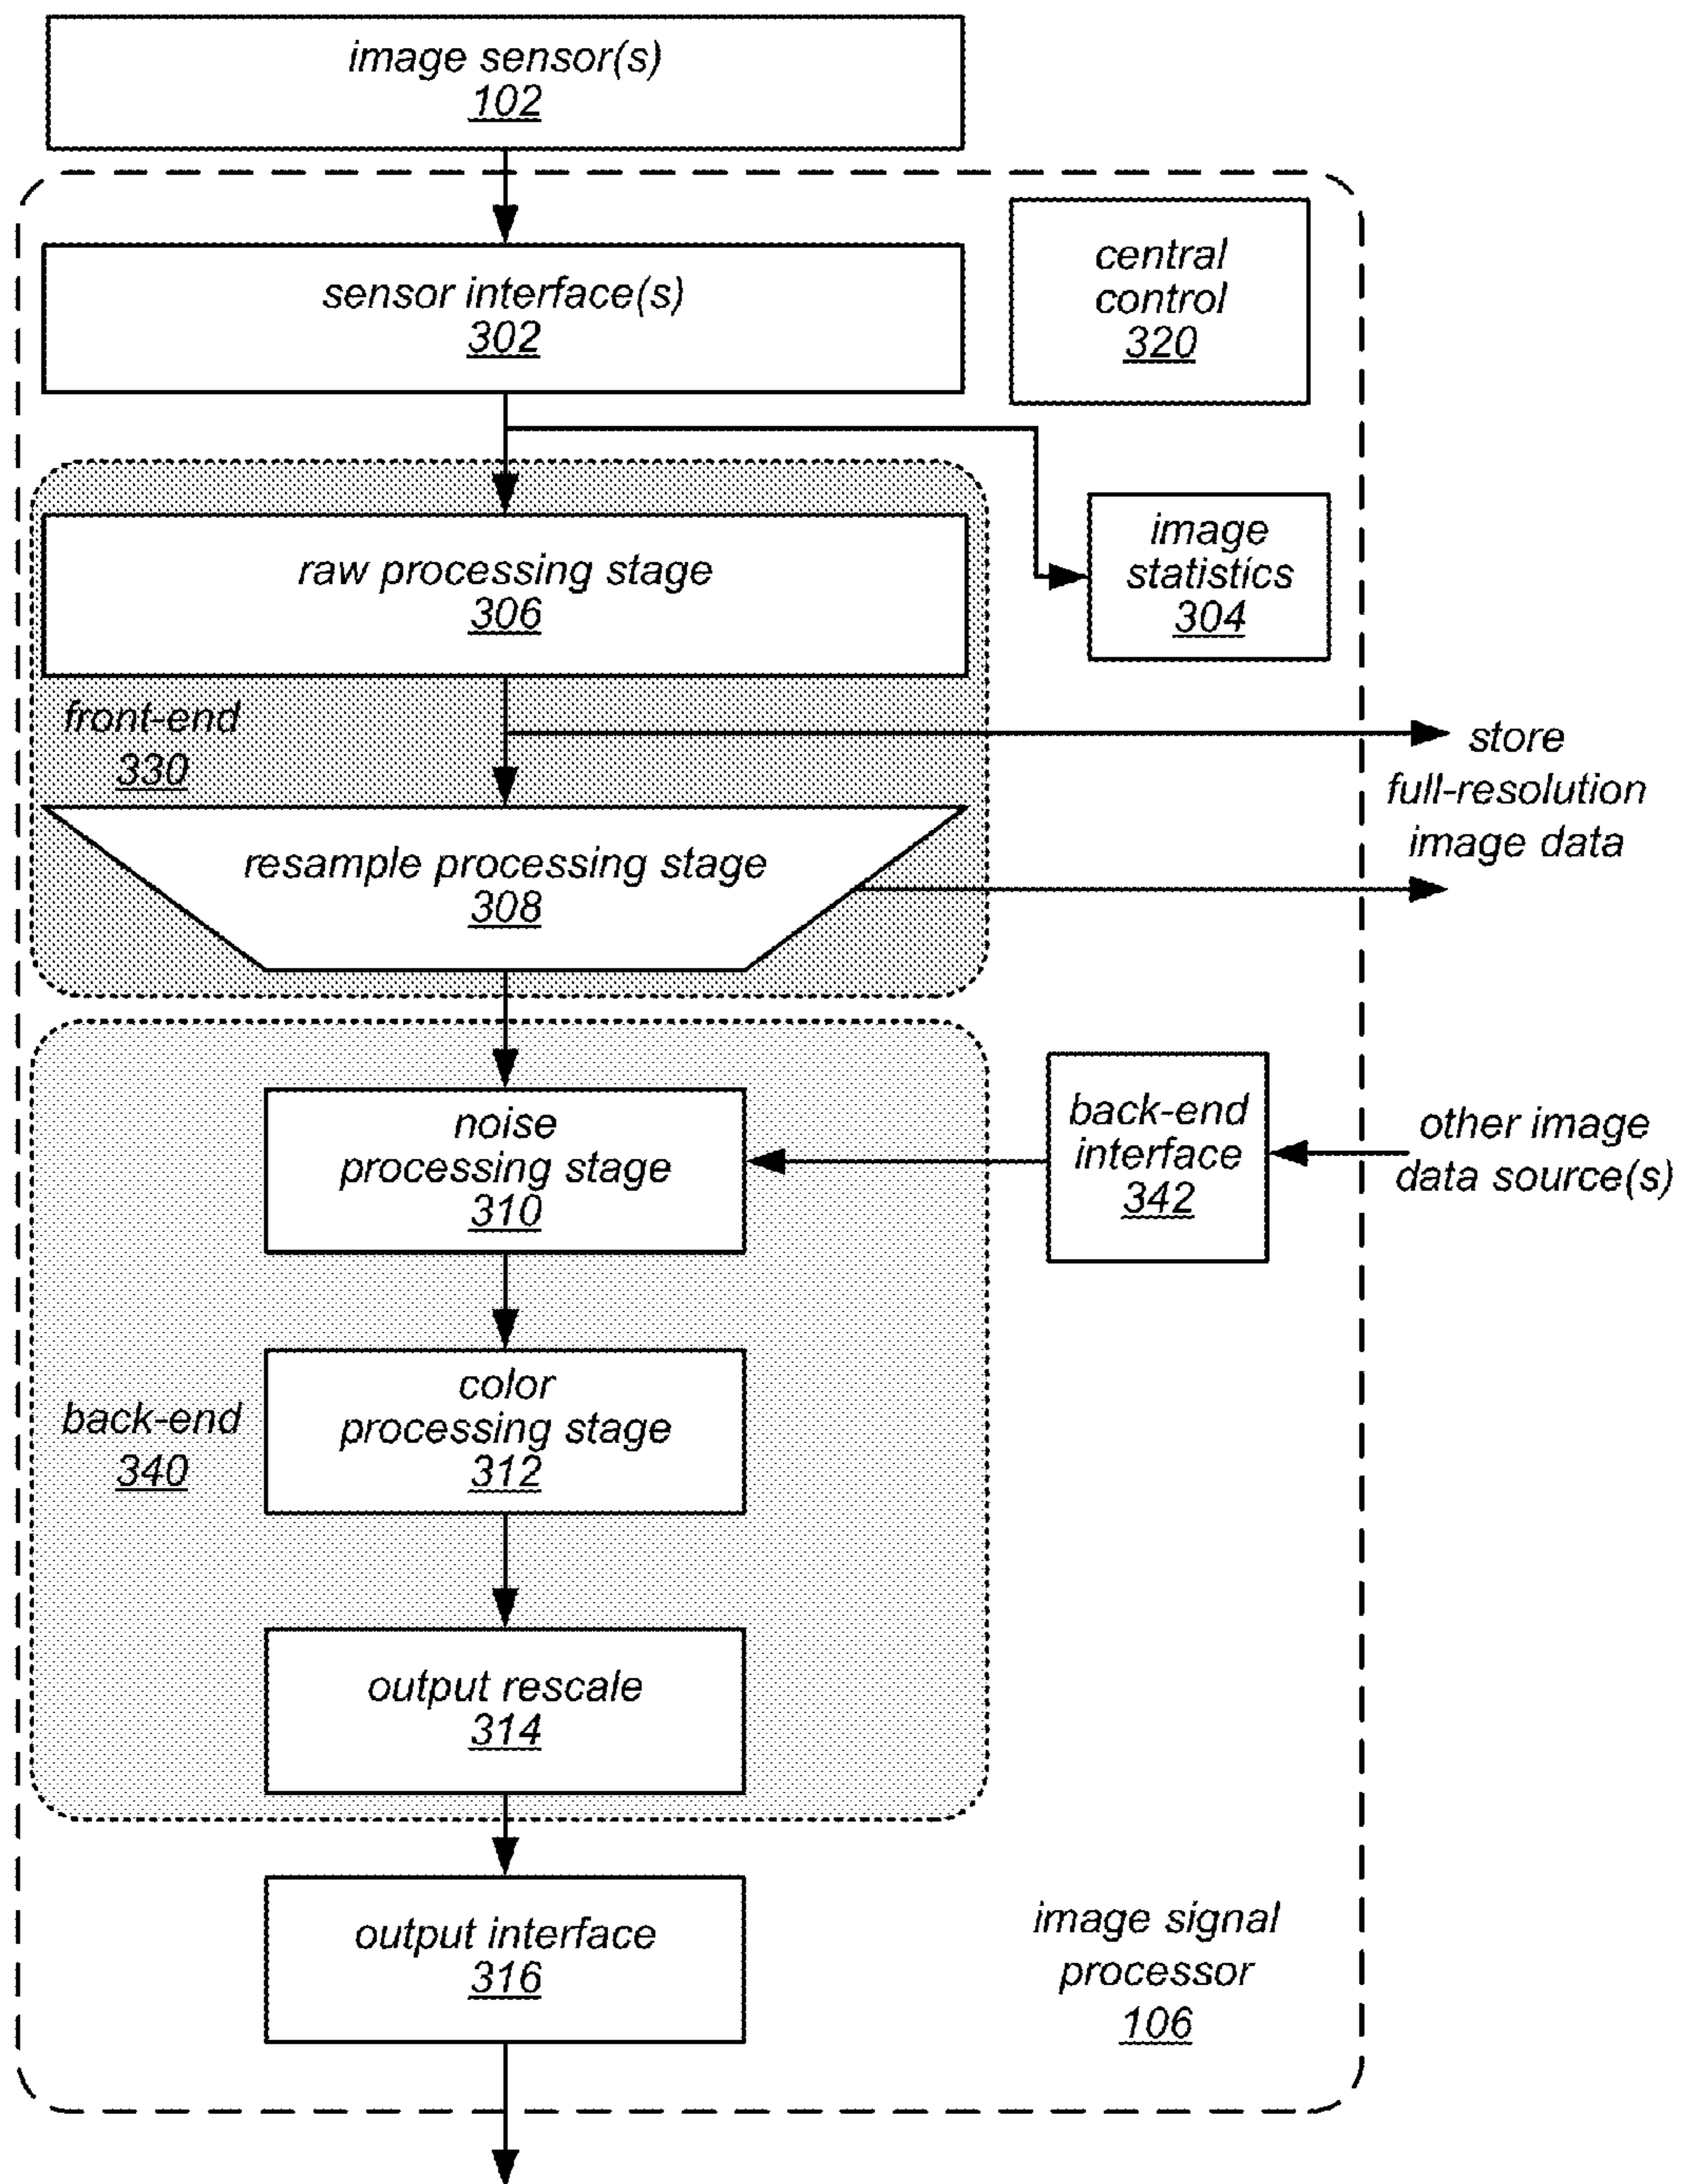 image sensor(s)
102
sensor interface(s)
302
central
control
320
raw processing stage
306
image
statistics
304
front-end
330
store
full-resolution
image data
resample processing stage
308
noise
processing stage
310
back-end
interface
342
other image
data source(s)
color
processing stage
312
back-end
340
output rescale
314
output interface
316
image signal
processor
106